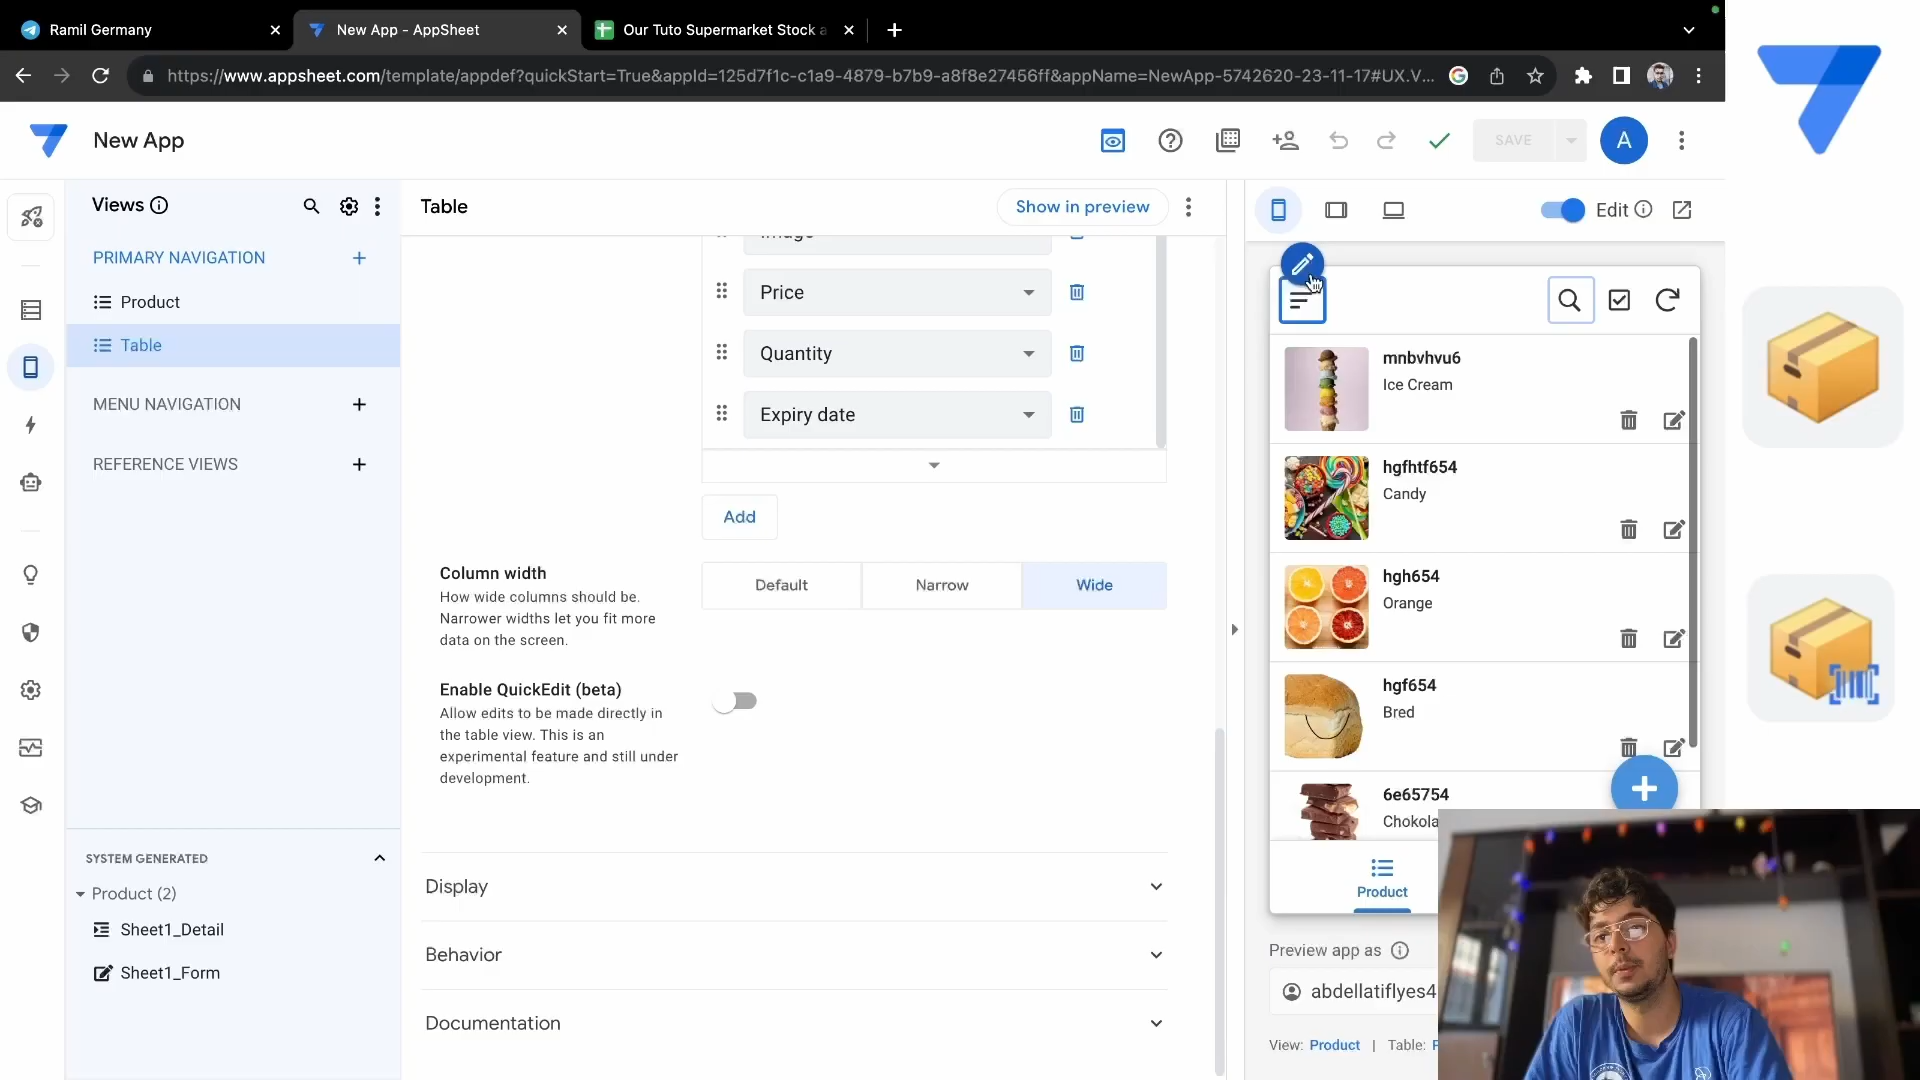 Ramil Germany
New App - AppSheet
Our Tuto Supermarket Stock a
https://www.appsheet.com/template/appdef?quickStart=True&appId=125d7f1c-c1a9-4879-b7b9-a8f8e27456ff&appName=NewApp-5742620-23-11-17#UX.V...
New App
SAVE
A
Views
Table
Show in preview
Edit
PRIMARY NAVIGATION
Product
Table
MENU NAVIGATION
REFERENCE VIEWS
Image
Price
Quantity
Expiry date
Add
Column width
How wide columns should be.
Narrower widths let you fit more
data on the screen.
Default
Narrow
Wide
Enable QuickEdit (beta)
Allow edits to be made directly in
the table view. This is an
experimental feature and still under
development.
Display
Behavior
Documentation
SYSTEM GENERATED
Product (2)
Sheet1_Detail
Sheet1_Form
mnbvhvu6
Ice Cream
hgfhtf654
Candy
hgh654
Orange
hgf654
Bred
6e65754
Chokola
Product
Preview app as
abdellatiflyes4
View: Product | Table: